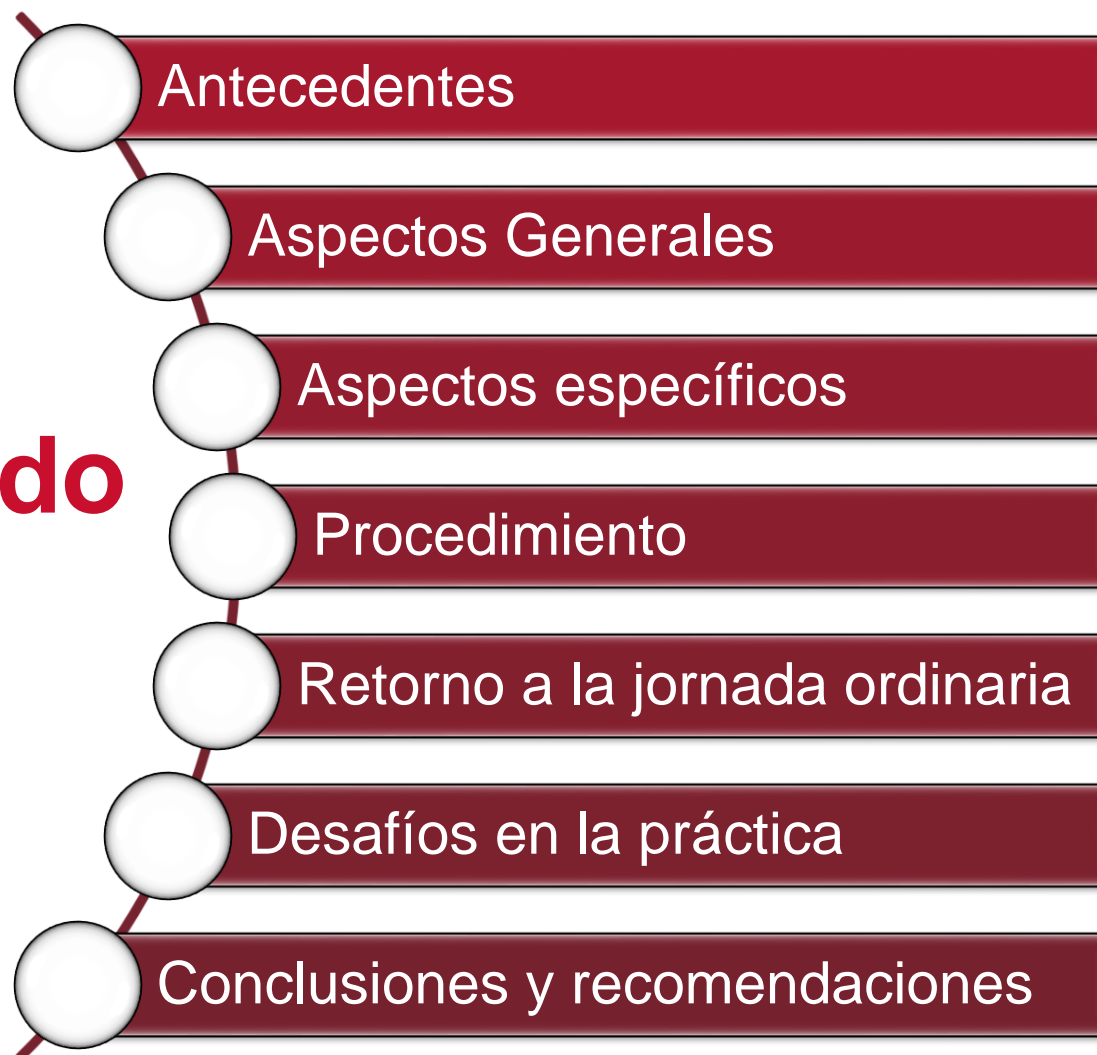 Antecedentes
Aspectos Generales
Aspectos específicos
do
Procedimiento
Retorno a la jornada ordinaria
Desafíos en la práctica
Conclusiones y recomendaciones